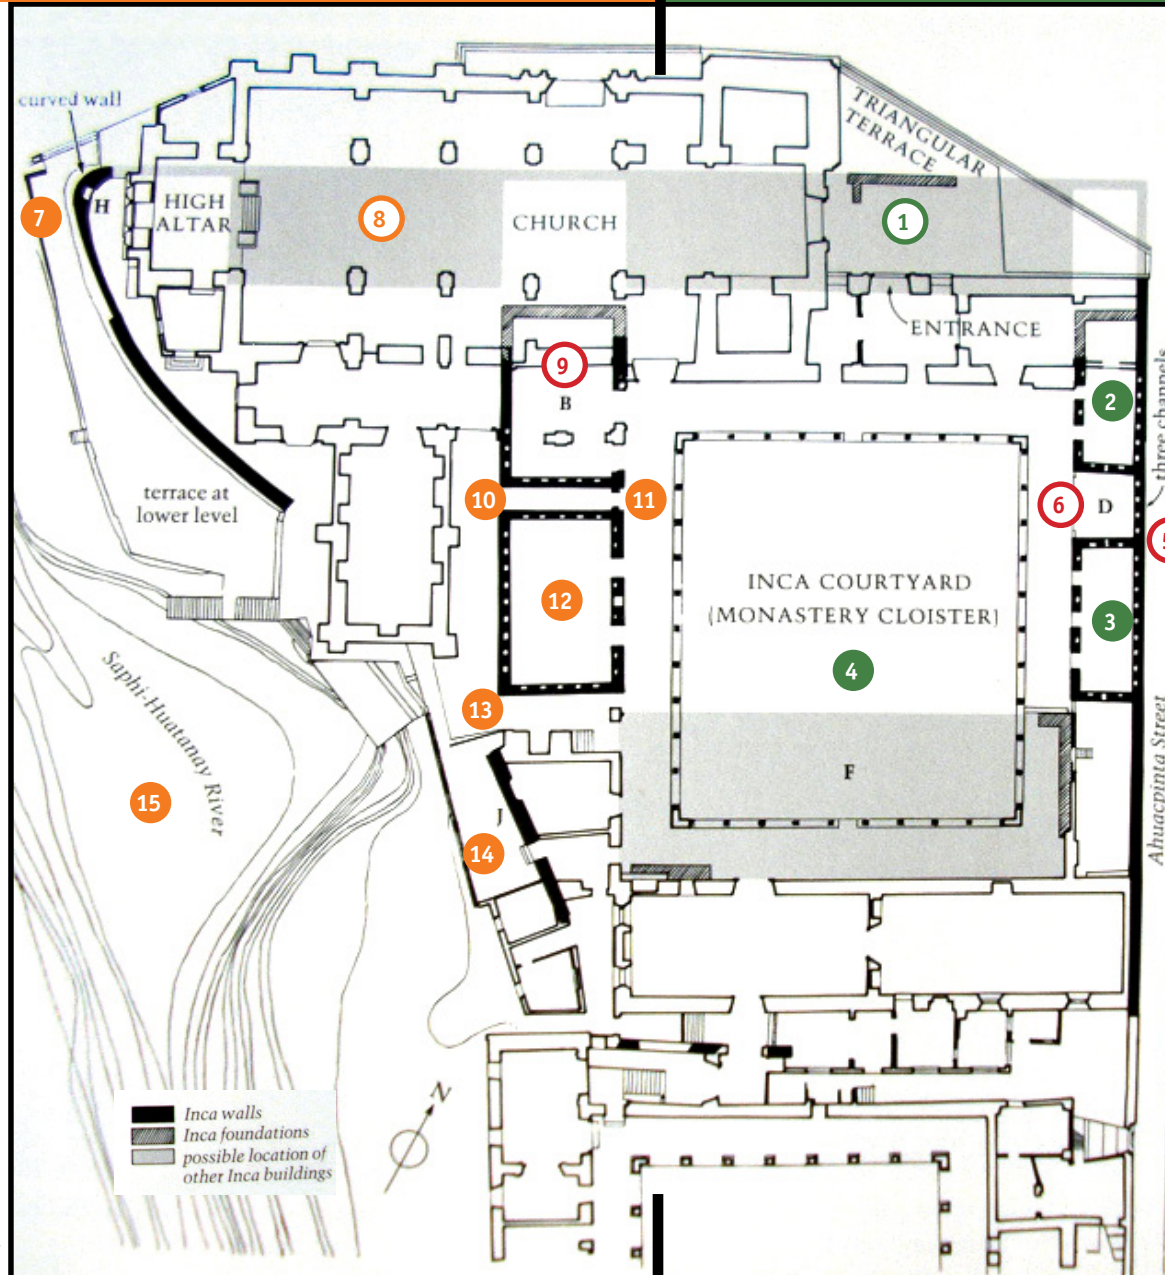 curved wall
TRIANGULAR
TERRACE
H
7
HIGH
ALTAR
8
CHURCH
1
ENTRANCE
9
B
2
three channels
terrace at
lower level
10
11
6
D
5
INCA COURTYARD
(MONASTERY CLOISTER)
12
3
4
Saphi-Huatanay River
13
F
15
J
14
Ahuacpinta Street
N
Inca walls
Inca foundations
possible location of
other Inca buildings